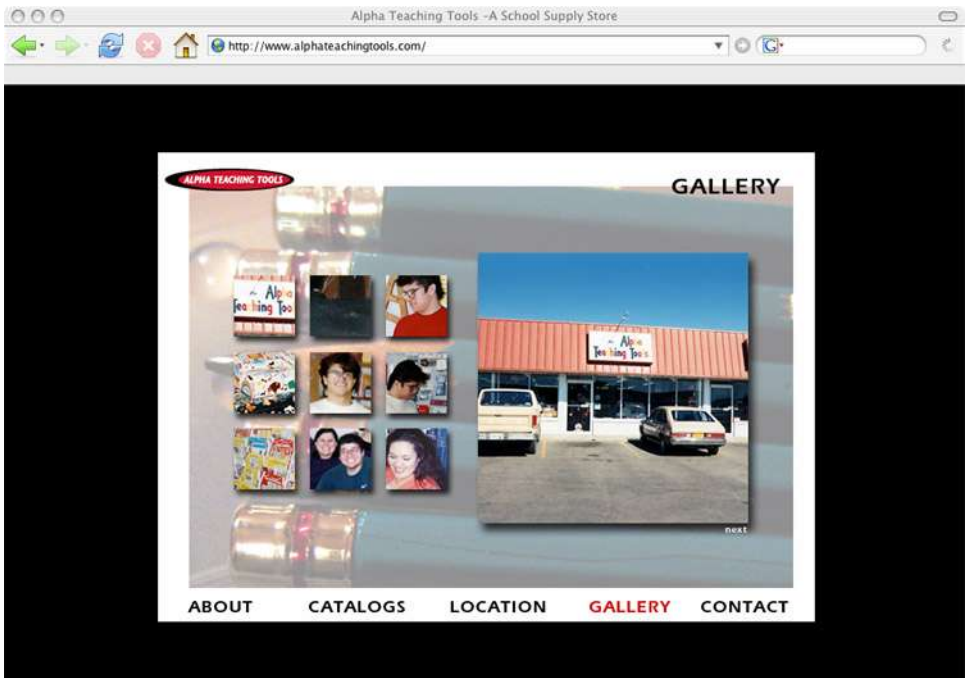 Alpha Teaching Tools -A School Supply Store
http://www.alphateachingtools.com/
G
ALPHA TEACHING TOOLS
GALLERY
Alpha
Teaching Too
Alpha
Teaching Tools
next
ABOUT CATALOGS LOCATION GALLERY CONTACT